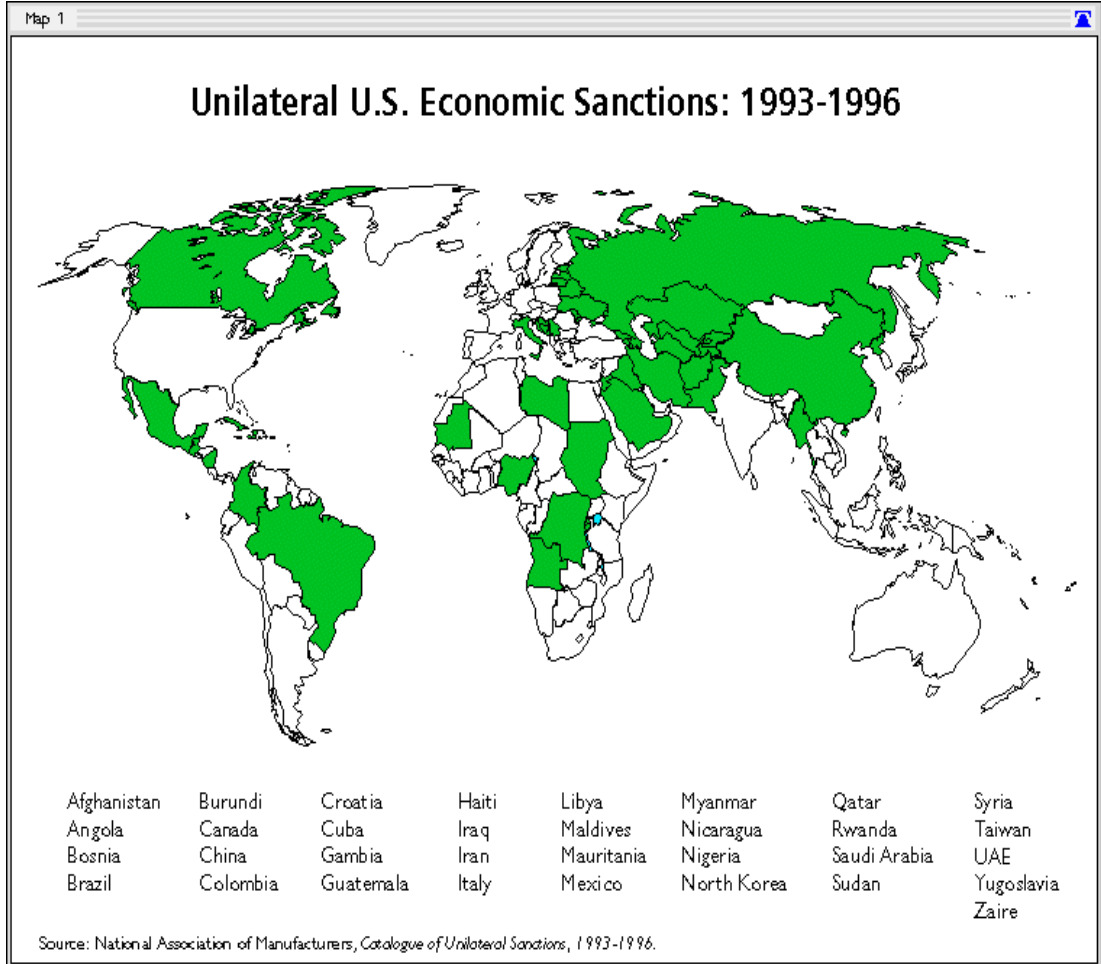 Map 1
Unilateral U.S. Economic Sanctions: 1993-1996
Afghanistan Burundi Croatia Haiti Libya Myanmar Qatar Syria
Angola Canada Cuba Iraq Maldives Nicaragua Rwanda Taiwan
Bosnia China Gambia Iran Mauritania Nigeria Saudi Arabia UAE
Brazil Colombia Guatemala Italy Mexico North Korea Sudan Yugoslavia
Zaire
Source: National Association of Manufacturers, Catalogue of Unilateral Sanctions, 1993-1996.